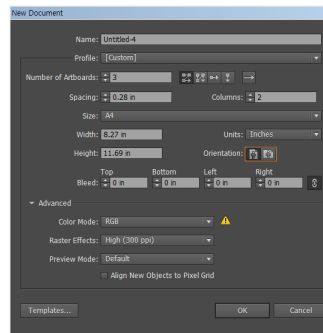 New Document
Name: Untitled-4
Profile: [Custom]
Number of Artboards: 3
Spacing: 0.28 in Columns: 2
Size: A4
Width: 8.27 in Units: Inches
Height: 11.69 in Orientation:
Top Bottom Left Right
Bleed: 0 in 0 in 0 in 0 in
Advanced
Color Mode: RGB
Raster Effects: High (300 ppi)
Preview Mode: Default
Align New Objects to Pixel Grid
Templates... OK Cancel